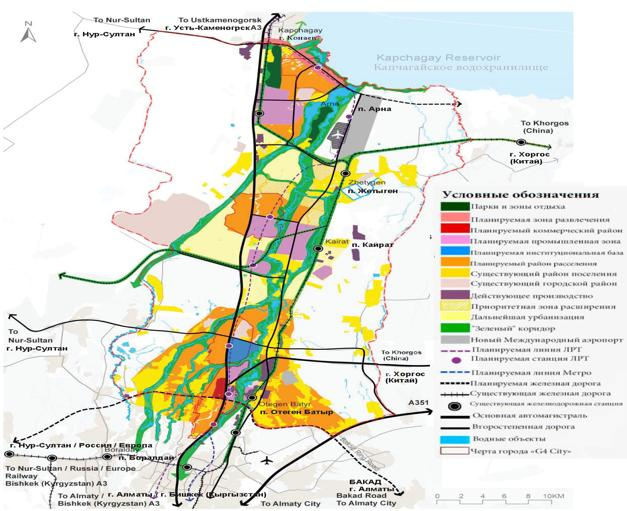 N
To Nur-Sultan
г. Нур-Султан
To Ustkamenogorsk
г. Усть-Каменогрск А3
Kapchagay
г. Конаев
Kapchagay Reservoir
Капчагайское водохранилище
Arna
п. Арна
To Khorgos
(China)
г. Хоргос
(Китай)
Zhetygen
п. Жетыген
Kairat
п. Кайрат
To
Nur-Sultan
г. Нур-Султан
To Khorgos
(China)
г. Хоргос
(Китай)
A351
Otegen Batyr
п. Отеген Батыр
г. Нур-Султан / Россия / Европа
Boralday
п. Боралдай
To Nur-Sultan / Russia / Europe
Railway
Bishkek (Kyrgyzstan) A3
To Almaty /
г. Алматы / г. Бишкек (Кыргызстан)
Bishkek (Kyrgyzstan) A3
To Almaty City
БАКАД
г. Алматы
Bakad Road
To Almaty City
Условные обозначения
Парки и зоны отдыха
Планируемая зона развлечения
Планируемый коммерческий район
Планируемая промышленная зона
Планируемая институциональная база
Планируемый район расселения
Существующий район поселения
Существующий городской район
Действующее производство
Приоритетная зона расширения
Дальнейшая урбанизация
"Зеленый" коридор
Новый Международный аэропорт
Планируемая линия ЛРТ
Планируемая станция ЛРТ
Планируемая линия Метро
Планируемая железная дорога
Существующая железная дорога
Существующая железнодорожная станция
Основная автомагистраль
Второстепенная дорога
Водные объекты
Черта города «G4 City»
0 2 4 6 8 10KM